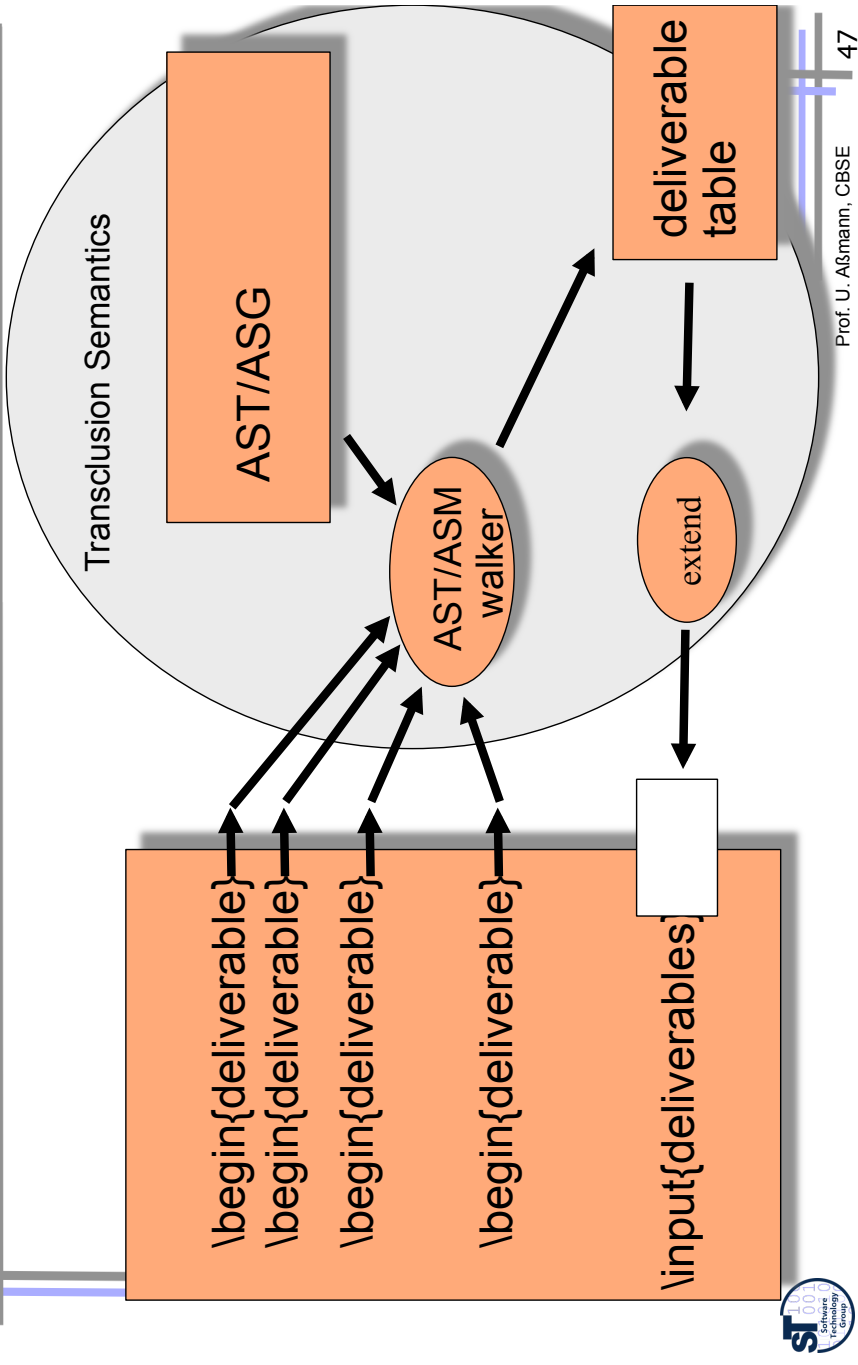 Transclusion Semantics
AST/ASG
\begin{deliverable}
\begin{deliverable}
\begin{deliverable}
\begin{deliverable}
AST/ASM
walker
\input{deliverables}
extend
deliverable
table
ST
Software
Technology
Group
Prof. U. Aßmann, CBSE
47